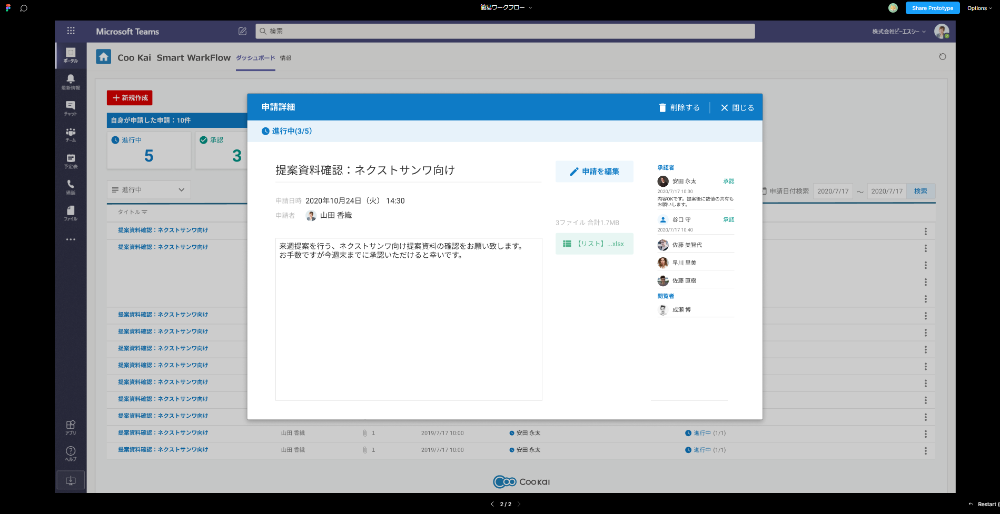 簡易ワークフロー
Share Prototype
Options
Microsoft Teams
検索
株式会社ピーエスシー
ポータル
最新情報
チャット
チーム
予定表
通話
ファイル
アプリ
ヘルプ
Coo Kai Smart WarkFlow
ダッシュボード
情報
新規作成
自身が申請した申請：10件
進行中
5
承認
3
進行中
申請日付検索
2020/7/17
～
2020/7/17
検索
タイトル
提案資料確認：ネクストサンワ向け
提案資料確認：ネクストサンワ向け
提案資料確認：ネクストサンワ向け
提案資料確認：ネクストサンワ向け
提案資料確認：ネクストサンワ向け
提案資料確認：ネクストサンワ向け
提案資料確認：ネクストサンワ向け
提案資料確認：ネクストサンワ向け
提案資料確認：ネクストサンワ向け
提案資料確認：ネクストサンワ向け 山田 香織 1 2019/7/17 10:00 安田 永太 進行中 (1/1)
提案資料確認：ネクストサンワ向け 山田 香織 1 2019/7/17 10:00 安田 永太 進行中 (1/1)
申請詳細
削除する
閉じる
進行中(3/5)
提案資料確認：ネクストサンワ向け
申請日時 2020年10月24日（火） 14:30
申請者 山田 香織
来週提案を行う、ネクストサンワ向け提案資料の確認をお願い致します。
お手数ですが今週末までに承認いただけると幸いです。
申請を編集
3ファイル 合計1.7MB
【リスト】...xlsx
承認者
安田 永太 承認
2020/7/17 10:30
内容OKです。提案後に数値の共有も
お願いします。
谷口 守 承認
2020/7/17 10:40
佐藤 美智代
早川 里美
佐藤 直樹
閲覧者
成瀬 博
Coo Kai
2 / 2
Restart